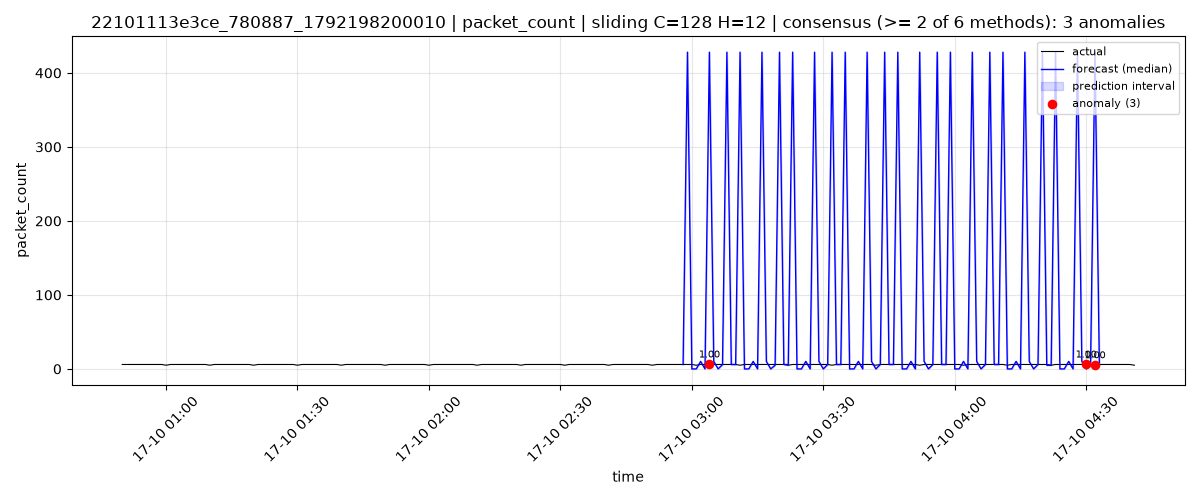 22101113e3ce_780887_1792198200010 | packet_count | sliding C=128 H=12 | consensus (>= 2 of 6 methods): 3 anomalies
actual
forecast (median)
prediction interval
anomaly (3)
packet_count
400
300
200
100
0
1.00
17-10 01:00
17-10 01:30
17-10 02:00
17-10 02:30
17-10 03:00
17-10 03:30
17-10 04:00
17-10 04:30
time